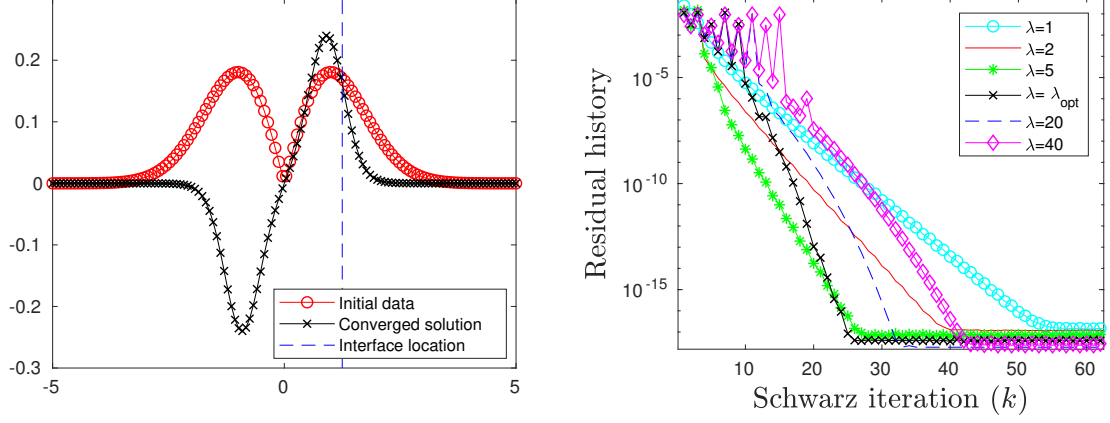 0.2
0.1
0
-0.1
-0.2
-0.3
-5
0
5
Initial data
Converged solution
Interface location
Residual history
10^-5
10^-10
10^-15
10
20
30
40
50
60
Schwarz iteration (k)
λ=1
λ=2
λ=5
λ= λ_opt
λ=20
λ=40